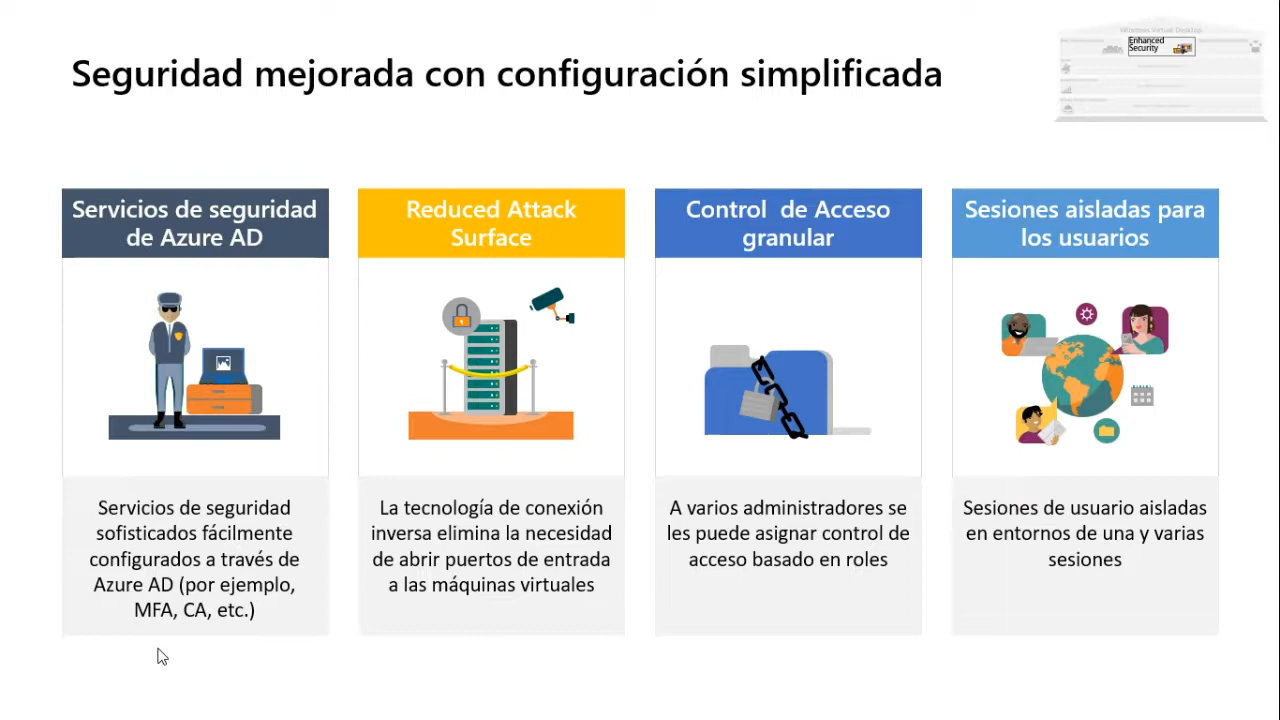 Seguridad mejorada con configuración simplificada
Windows Virtual Desktop
Enhanced
Security
Servicios de seguridad
de Azure AD
Servicios de seguridad
sofisticados fácilmente
configurados a través de
Azure AD (por ejemplo,
MFA, CA, etc.)
Reduced Attack
Surface
La tecnología de conexión
inversa elimina la necesidad
de abrir puertos de entrada
a las máquinas virtuales
Control de Acceso
granular
A varios administradores se
les puede asignar control de
acceso basado en roles
Sesiones aisladas para
los usuarios
Sesiones de usuario aisladas
en entornos de una y varias
sesiones